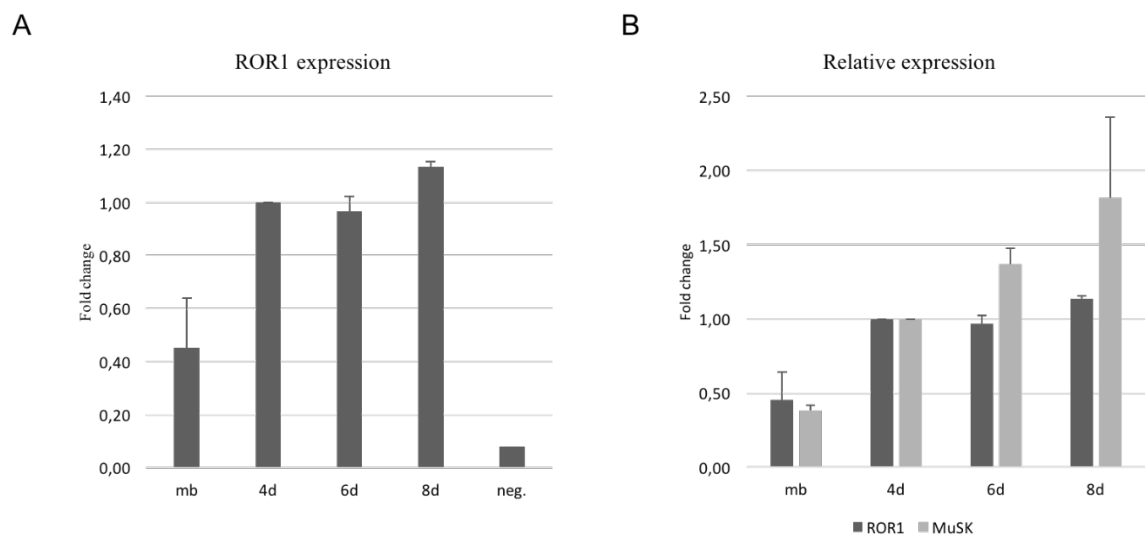 A
ROR1 expression
Fold change
1,40
1,20
1,00
0,80
0,60
0,40
0,20
0,00
mb 4d 6d 8d neg.
B
Relative expression
Fold change
2,50
2,00
1,50
1,00
0,50
0,00
mb 4d 6d 8d
ROR1 MuSK